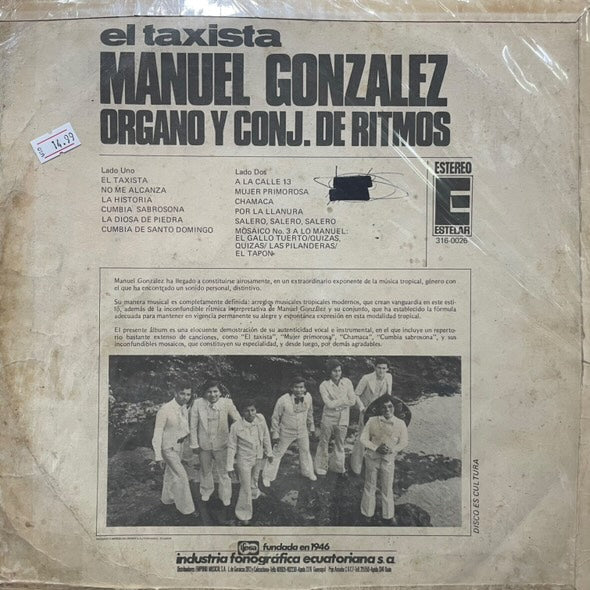 el taxista
MANUEL GONZALEZ
ORGANO Y CONJ. DE RITMOS
14.99
Lado Uno
EL TAXISTA
NO ME ALCANZA
LA HISTORIA
CUMBIA SABROSONA
LA DIOSA DE PIEDRA
CUMBIA DE SANTO DOMINGO
Lado Dos
A LA CALLE 13
MUJER PRIMOROSA
CHAMACA
POR LA LLANURA
SALERO, SALERO, SALERO
MOSAICO No. 3 A LO MANUEL:
EL GALLO TUERTO/QUIZAS,
QUIZAS/ LAS PILANDERAS/
EL TAPON
ESTEREO
E
ESTELAR
316-0026
Manuel González ha llegado a constituirse airosamente, en un extraordinario exponente de la música tropical, género con
el que ha encontrado un sonido personal, distintivo.
Su manera musical es completamente definida: arreglos musicales tropicales modernos, que crean vanguardia en este esti-
lo, además de la inconfundible rítmica interpretativa de Manuel González y su conjunto, que ha establecido la fórmula
adecuada para mantener en vigencia permanente su alegre y espontánea expresión en esta modalidad tropical.
El presente álbum es una elocuente demostración de su autenticidad vocal e instrumental, en el que incluye un reperto-
rio bastante extenso de canciones, como "El taxista", "Mujer primorosa", "Chamaca", "Cumbia sabrosona", y sus
inconfundibles mosaicos, que constituyen su especialidad, y desde luego, por demás agradables.
DISCO ES CULTURA
ifesa fundada en 1946
industria fonográfica ecuatoriana s.a.